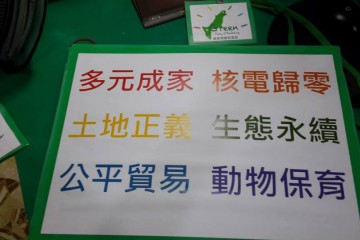 多元成家 核電歸零
土地正義 生態永續
公平貿易 動物保育